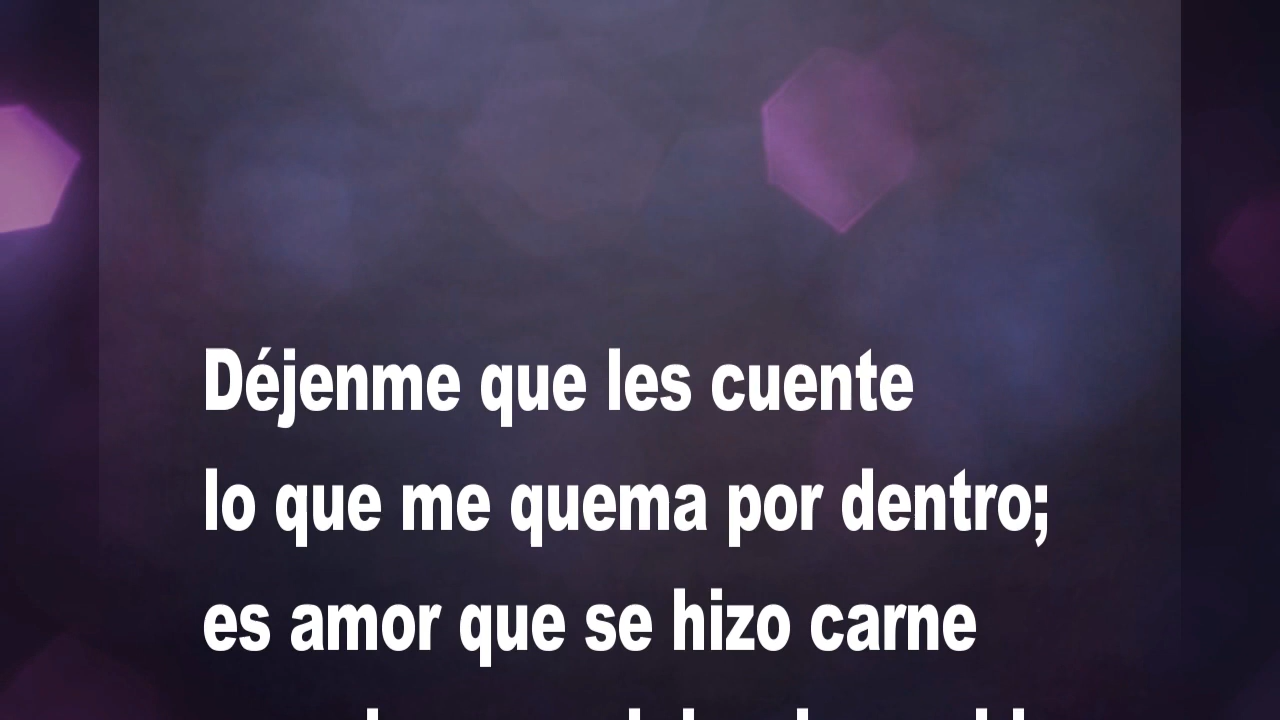 Déjenme que les cuente
lo que me quema por dentro;
es amor que se hizo carne